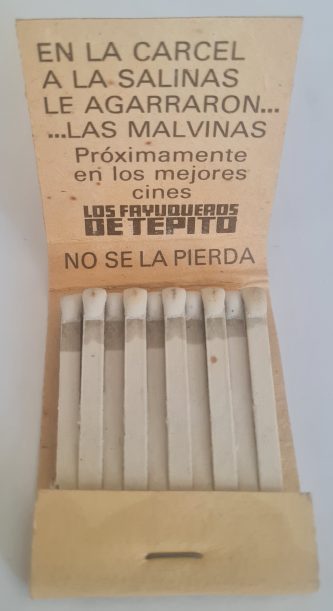 EN LA CARCEL
A LA SALINAS
LE AGARRARON...
...LAS MALVINAS
Próximamente
en los mejores
cines
LOS FAYUQUEROS
DE TEPITO
NO SE LA PIERDA